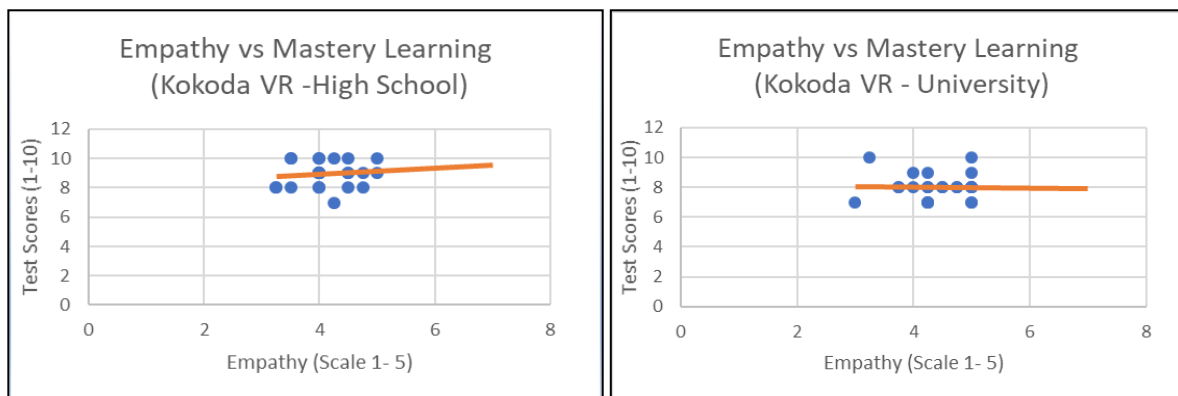 Empathy vs Mastery Learning
(Kokoda VR -High School)
Test Scores (1-10)
12
10
8
6
4
2
0
0 2 4 6 8
Empathy (Scale 1- 5)
Empathy vs Mastery Learning
(Kokoda VR - University)
Test Scores (1-10)
12
10
8
6
4
2
0
0 2 4 6 8
Empathy (Scale 1- 5)